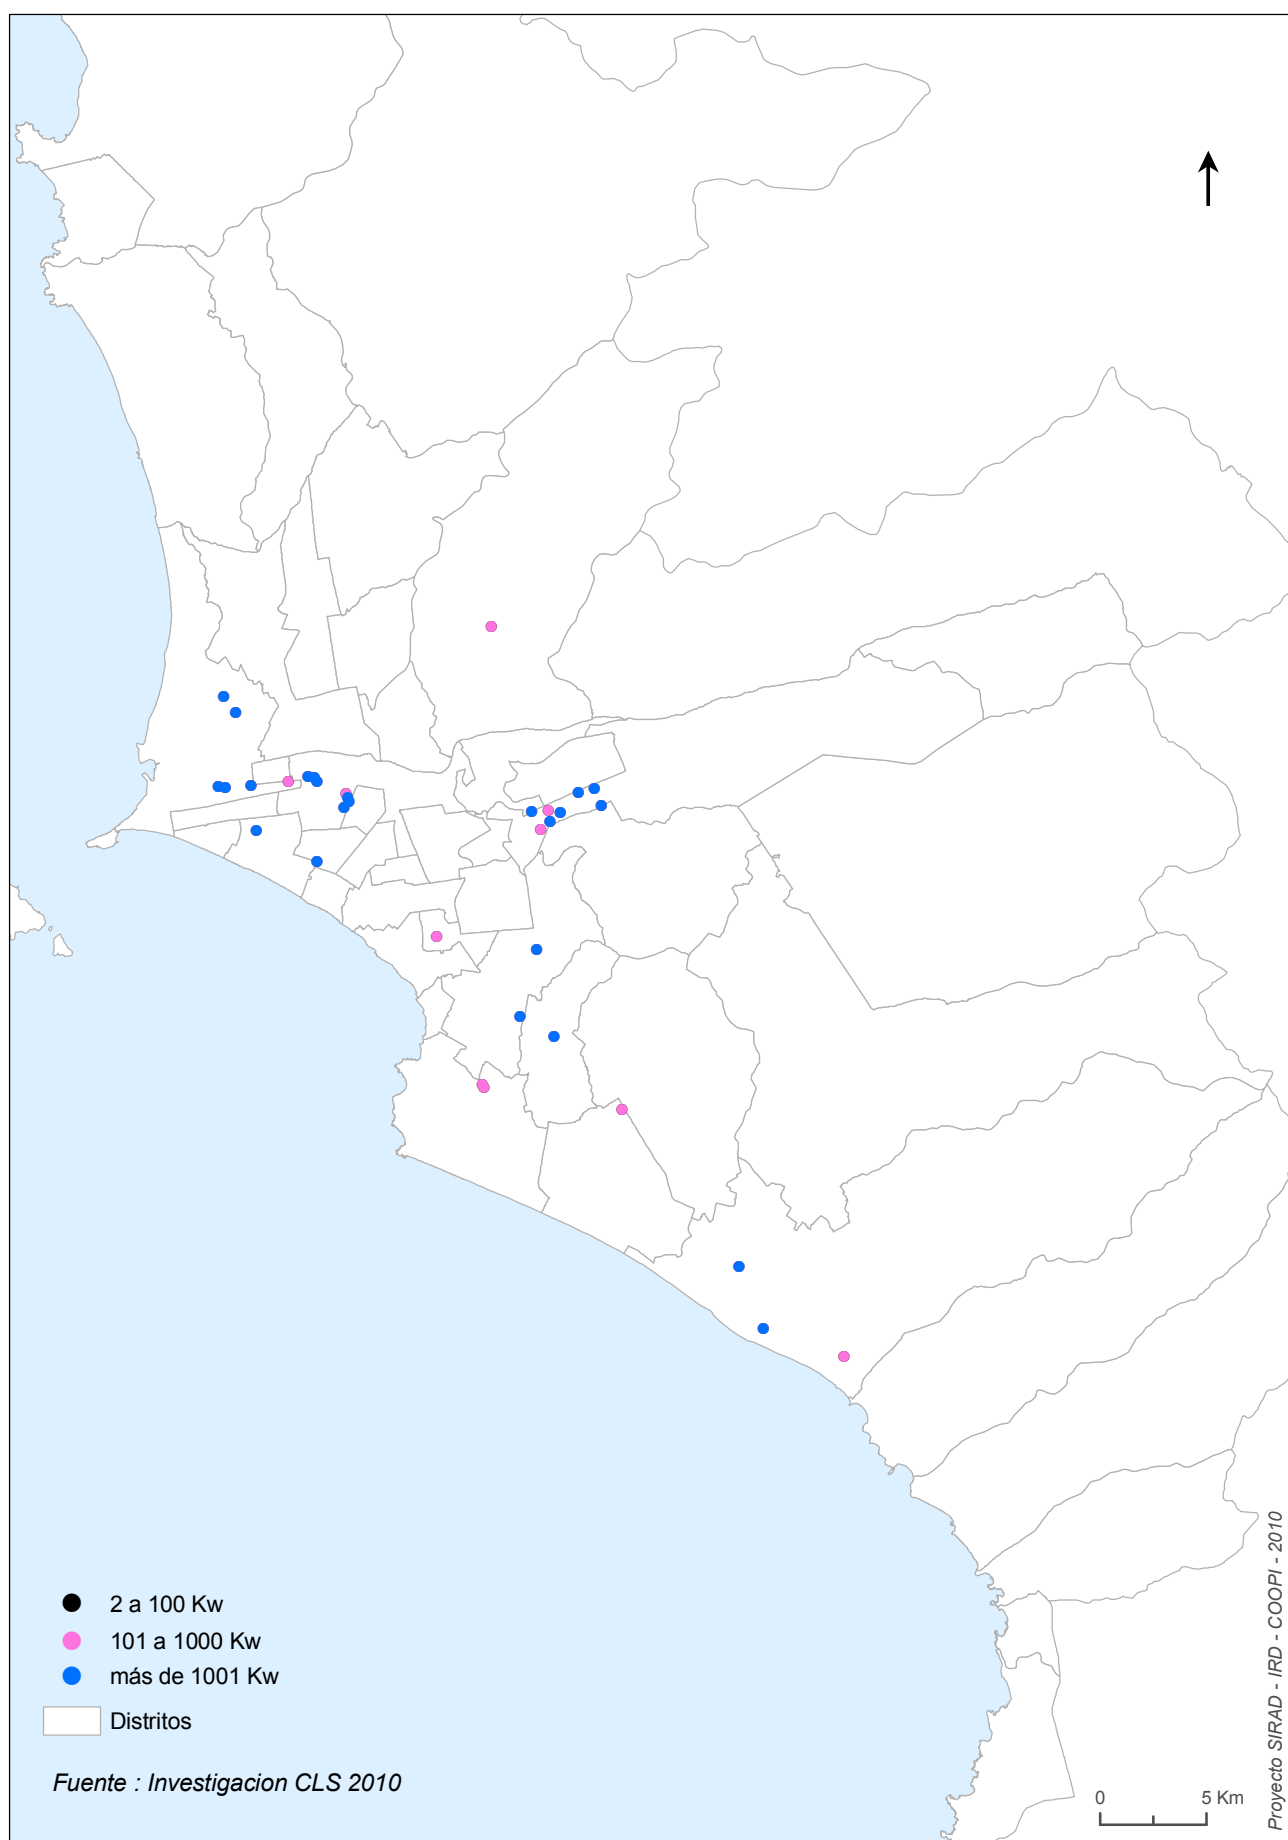 2 a 100 Kw
101 a 1000 Kw
más de 1001 Kw
Distritos
Fuente : Investigacion CLS 2010
0 5 Km
Proyecto SIRAD - IRD - COOPI - 2010